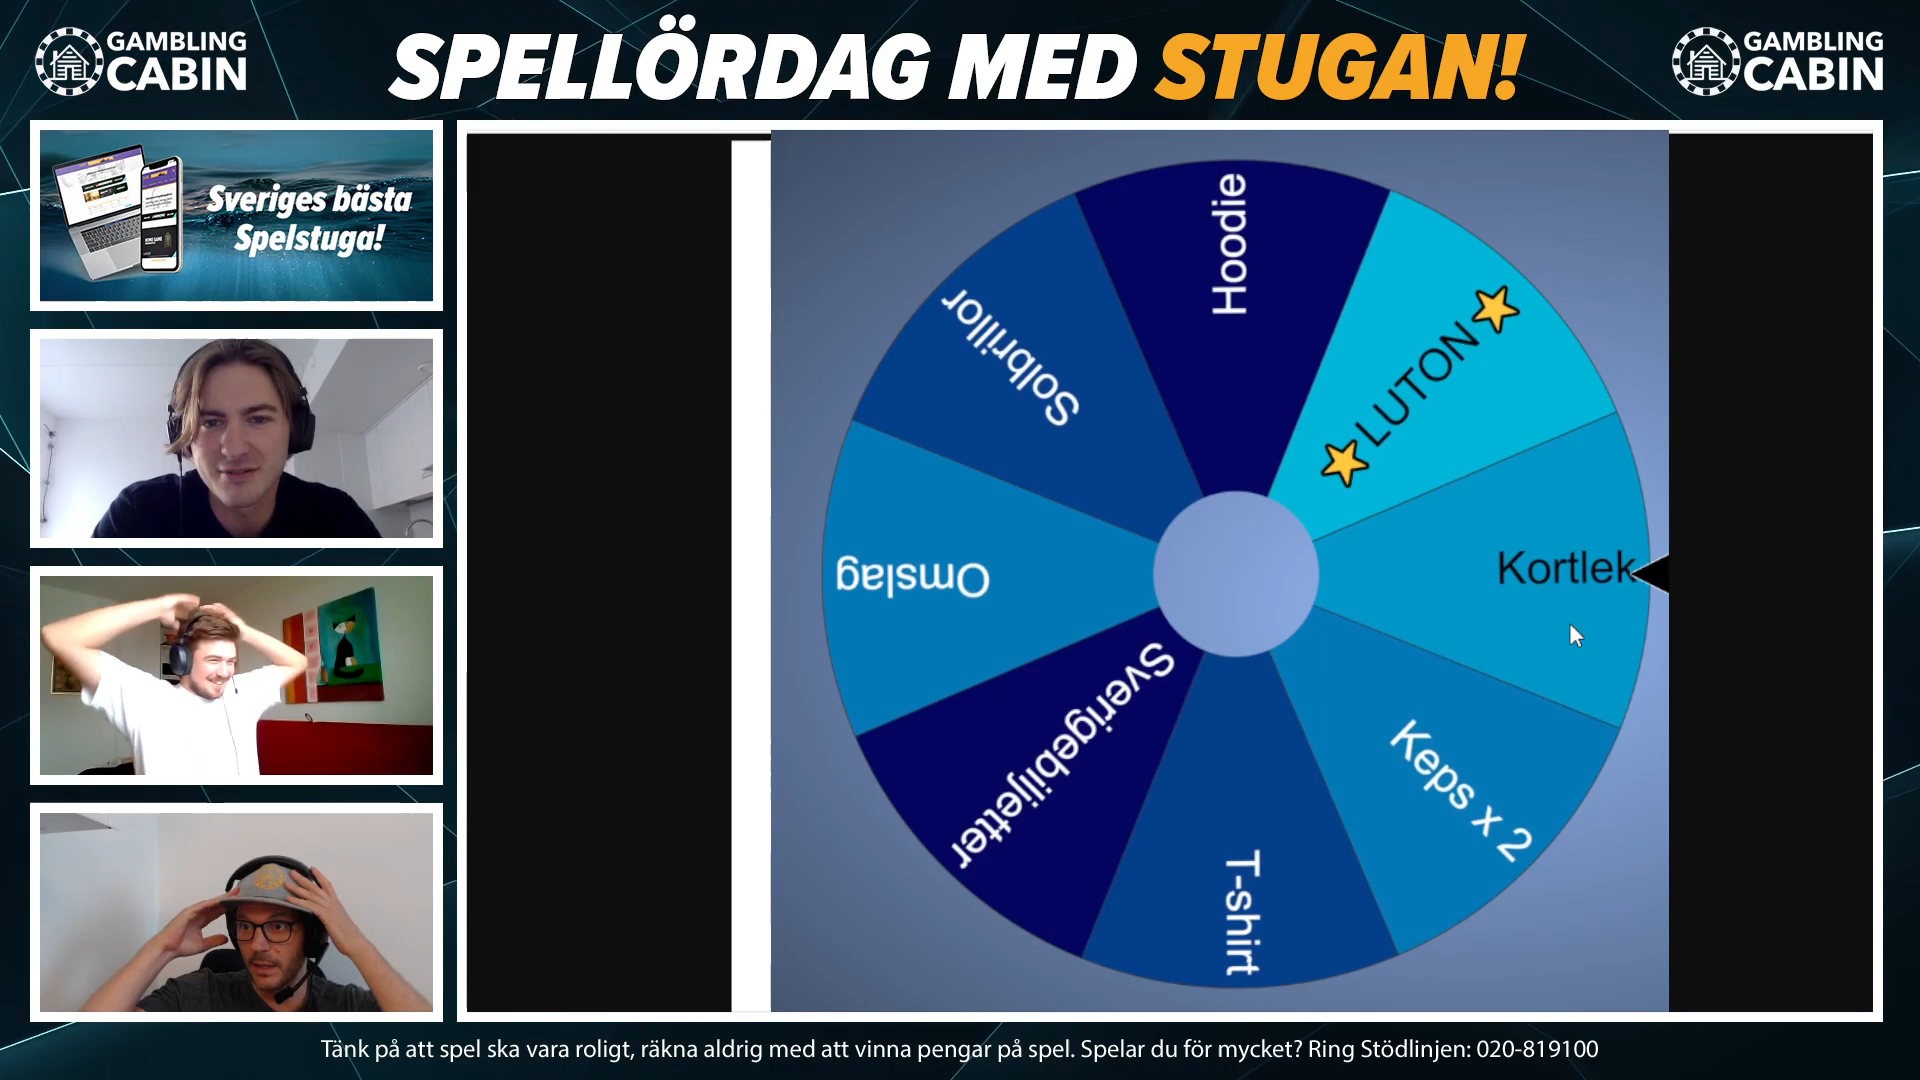 GAMBLING
CABIN
SPELLÖRDAG MED STUGAN!
GAMBLING
CABIN
Sveriges bästa
Spelstuga!
Hoodie
LUTON
Kortlek
Keps x 2
T-shirt
Sverigebiljetter
Omslag
Solbrillor
Tänk på att spel ska vara roligt, räkna aldrig med att vinna pengar på spel. Spelar du för mycket? Ring Stödlinjen: 020-819100